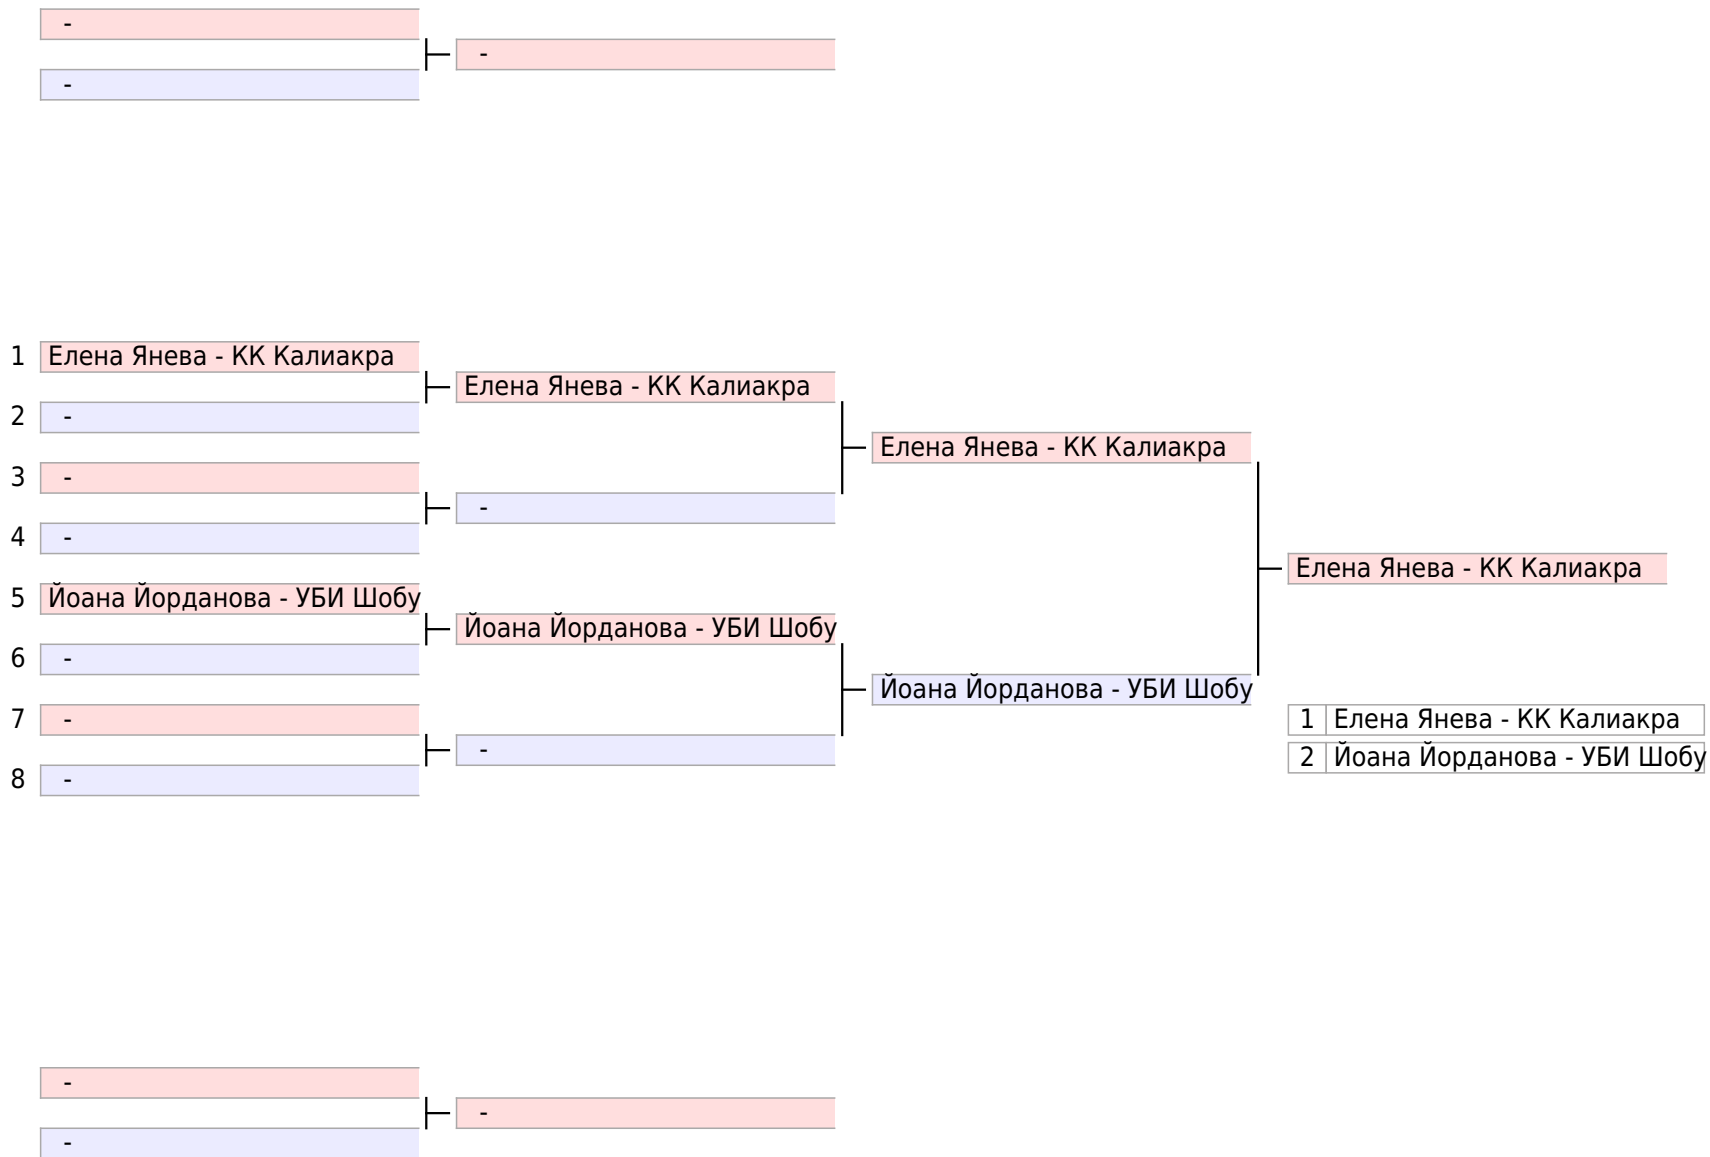 -
-
-
1 Елена Янева - КК Калиакра
Елена Янева - КК Калиакра
2 -
Елена Янева - КК Калиакра
3 -
-
4 -
Елена Янева - КК Калиакра
5 Йоана Йорданова - УБИ Шобу
Йоана Йорданова - УБИ Шобу
6 -
Йоана Йорданова - УБИ Шобу
7 -
1 Елена Янева - КК Калиакра
-
2 Йоана Йорданова - УБИ Шобу
8 -
-
-
-